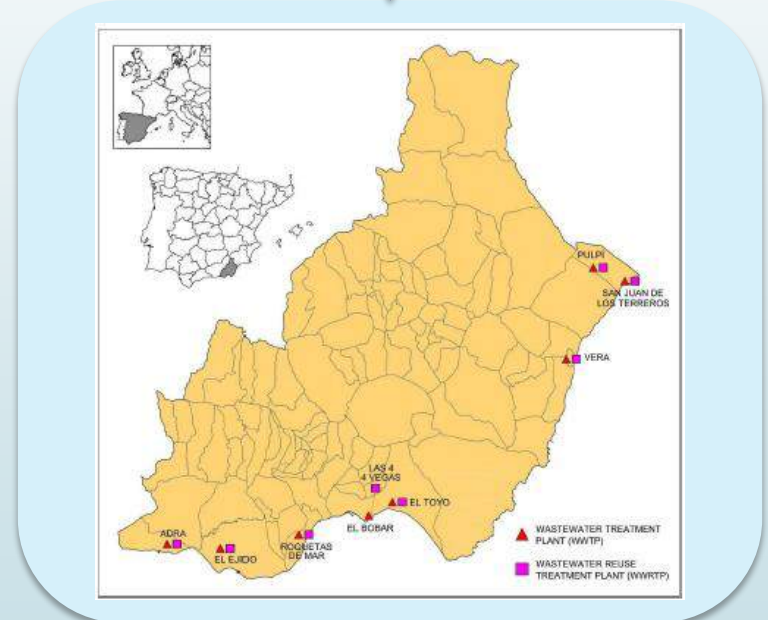 PULPÍ
SAN JUAN DE
LOS TERREROS
VERA
LAS 4
4 VEGAS
EL TOYO
EL BOBAR
ADRA
EL EJIDO
ROQUETAS
DE MAR
WASTEWATER TREATMENT
PLANT (WWTP)
WASTEWATER REUSE
TREATMENT PLANT (WWRTP)